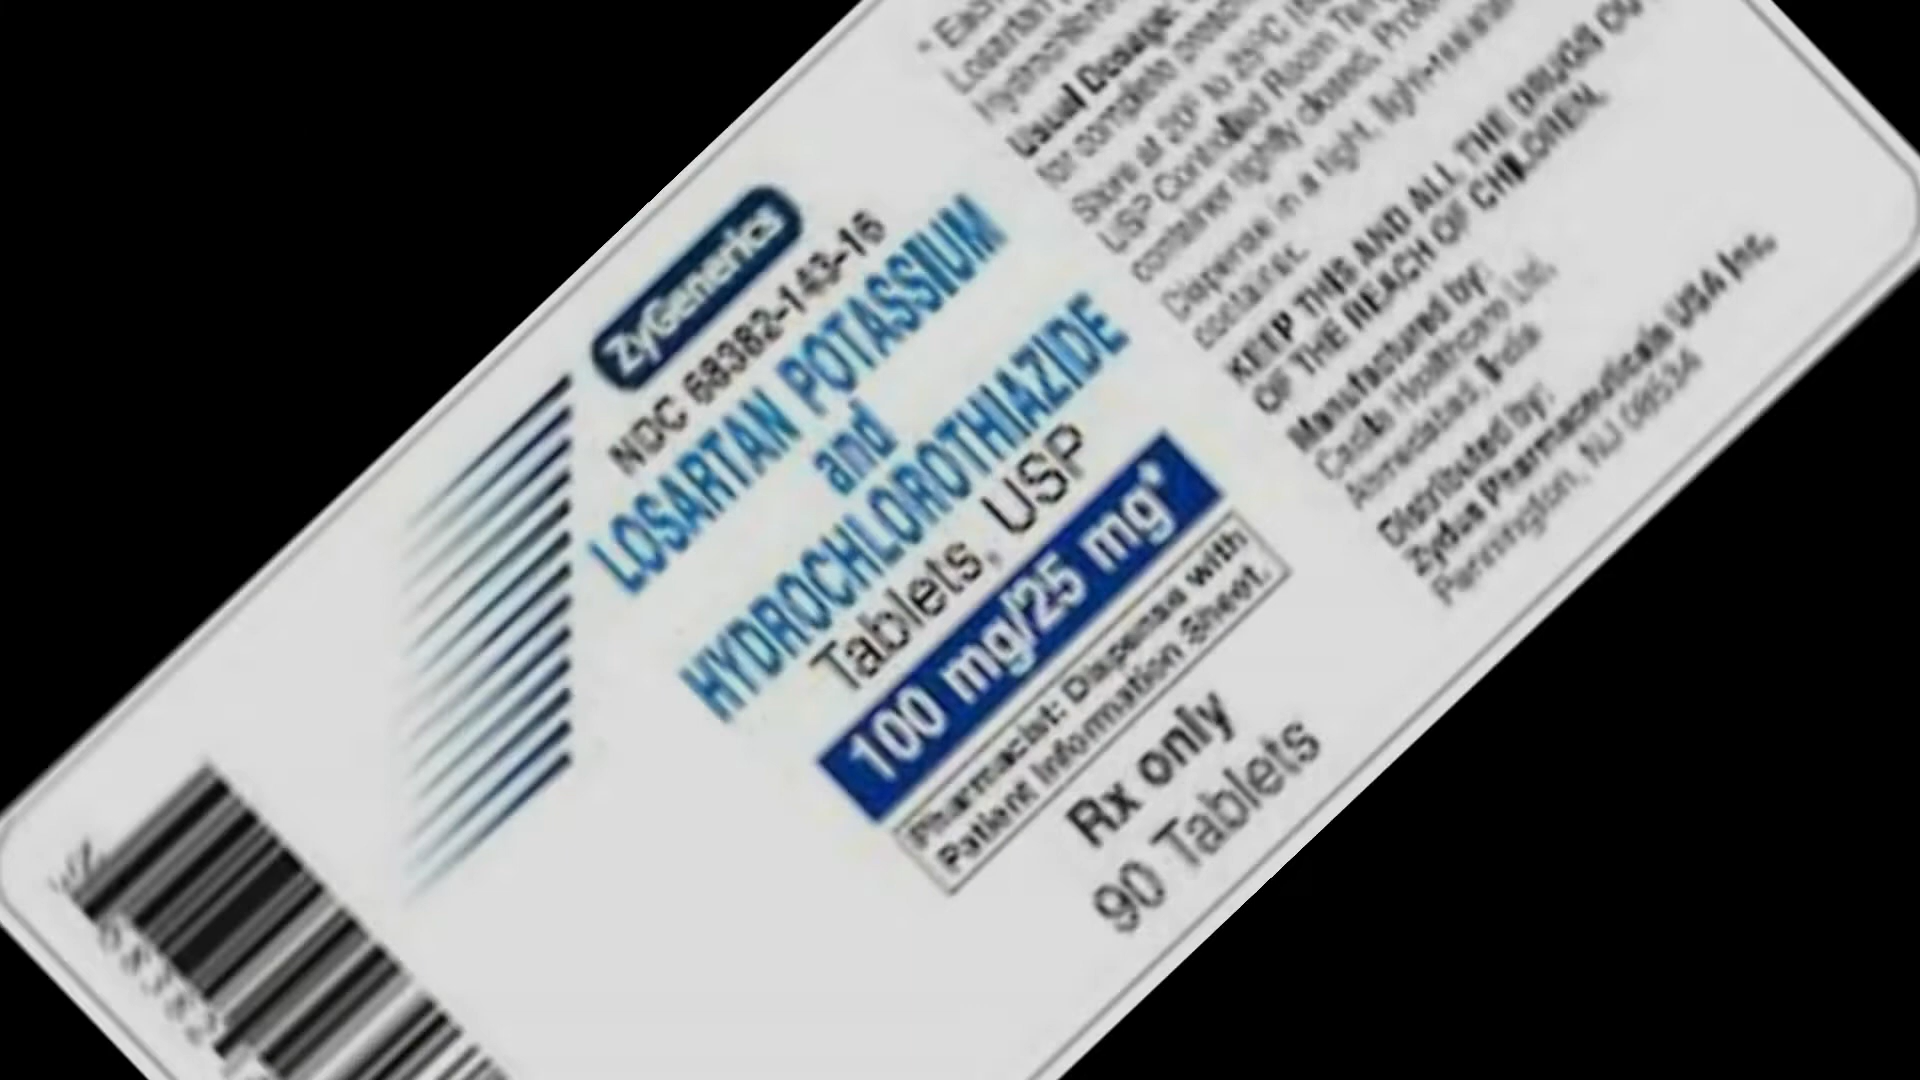 ZyGenerics
NDC 68382-143-16
LOSARTAN POTASSIUM
and
HYDROCHLOROTHIAZIDE
Tablets, USP
100 mg/25 mg*
Pharmacist: Dispense with
Patient Information Sheet.
Rx only
90 Tablets
* Each
Losartan
Usual Dosage:
for complete
Store at 20° to 25°C
USP Controlled Room
container tightly closed.
Dispense in a tight, light-resistant
container.
KEEP THIS AND ALL THE DRUGS OUT
OF THE REACH OF CHILDREN.
Manufactured by:
Cadila Healthcare Ltd.
Ahmedabad, India
Distributed by:
Zydus Pharmaceuticals USA Inc.
Pennington, NJ 08534
68382